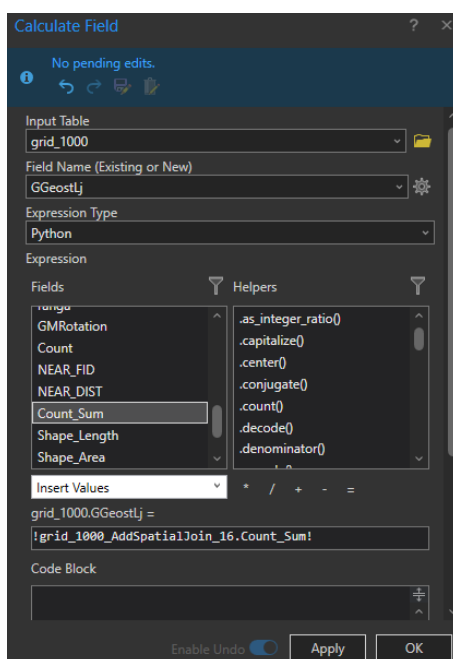 Calculate Field ? ×
No pending edits.
Input Table
grid_1000
Field Name (Existing or New)
GGeostLj
Expression Type
Python
Expression
Fields Helpers
GMRotation
Count
NEAR_FID
NEAR_DIST
Count_Sum
Shape_Length
Shape_Area
.as_integer_ratio()
.capitalize()
.center()
.conjugate()
.count()
.decode()
.denominator()
Insert Values * / + - =
grid_1000.GGeostLj =
!grid_1000_AddSpatialJoin_16.Count_Sum!
Code Block
Enable Undo Apply OK